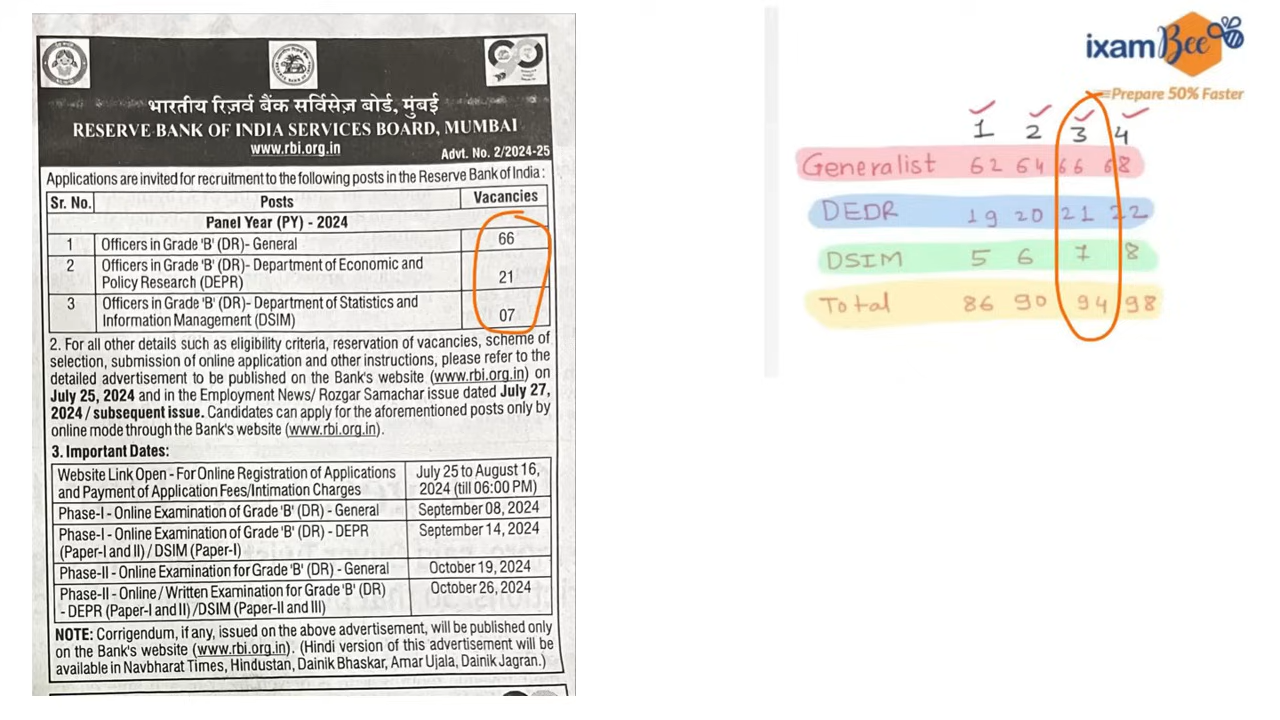 भारतीय रिज़र्व बैंक सर्विसेज़ बोर्ड, मुंबई
RESERVE BANK OF INDIA SERVICES BOARD, MUMBAI
www.rbi.org.in
Advt. No. 2/2024-25
Applications are invited for recruitment to the following posts in the Reserve Bank of India :
Sr. No. Posts Vacancies
Panel Year (PY) - 2024
1 Officers in Grade 'B' (DR)- General 66
2 Officers in Grade 'B' (DR)- Department of Economic and
Policy Research (DEPR) 21
3 Officers in Grade 'B' (DR)- Department of Statistics and
Information Management (DSIM) 07
2. For all other details such as eligibility criteria, reservation of vacancies, scheme of
selection, submission of online application and other instructions, please refer to the
detailed advertisement to be published on the Bank's website (www.rbi.org.in) on
July 25, 2024 and in the Employment News/ Rozgar Samachar issue dated July 27,
2024 / subsequent issue. Candidates can apply for the aforementioned posts only by
online mode through the Bank's website (www.rbi.org.in).
3. Important Dates:
Website Link Open - For Online Registration of Applications July 25 to August 16,
and Payment of Application Fees/Intimation Charges 2024 (till 06:00 PM)
Phase-I - Online Examination of Grade 'B' (DR) - General September 08, 2024
Phase-I - Online Examination of Grade 'B' (DR) - DEPR September 14, 2024
(Paper-I and II) / DSIM (Paper-I)
Phase-II - Online Examination for Grade 'B' (DR) - General October 19, 2024
Phase-II - Online / Written Examination for Grade 'B' (DR) October 26, 2024
- DEPR (Paper-I and II) /DSIM (Paper-II and III)
NOTE: Corrigendum, if any, issued on the above advertisement, will be published only
on the Bank's website (www.rbi.org.in). (Hindi version of this advertisement will be
available in Navbharat Times, Hindustan, Dainik Bhaskar, Amar Ujala, Dainik Jagran.)
ixamBee
Prepare 50% Faster
1 2 3 4
Generalist 62 64 66 68
DEDR 19 20 21 22
DSIM 5 6 7 8
Total 86 90 94 98